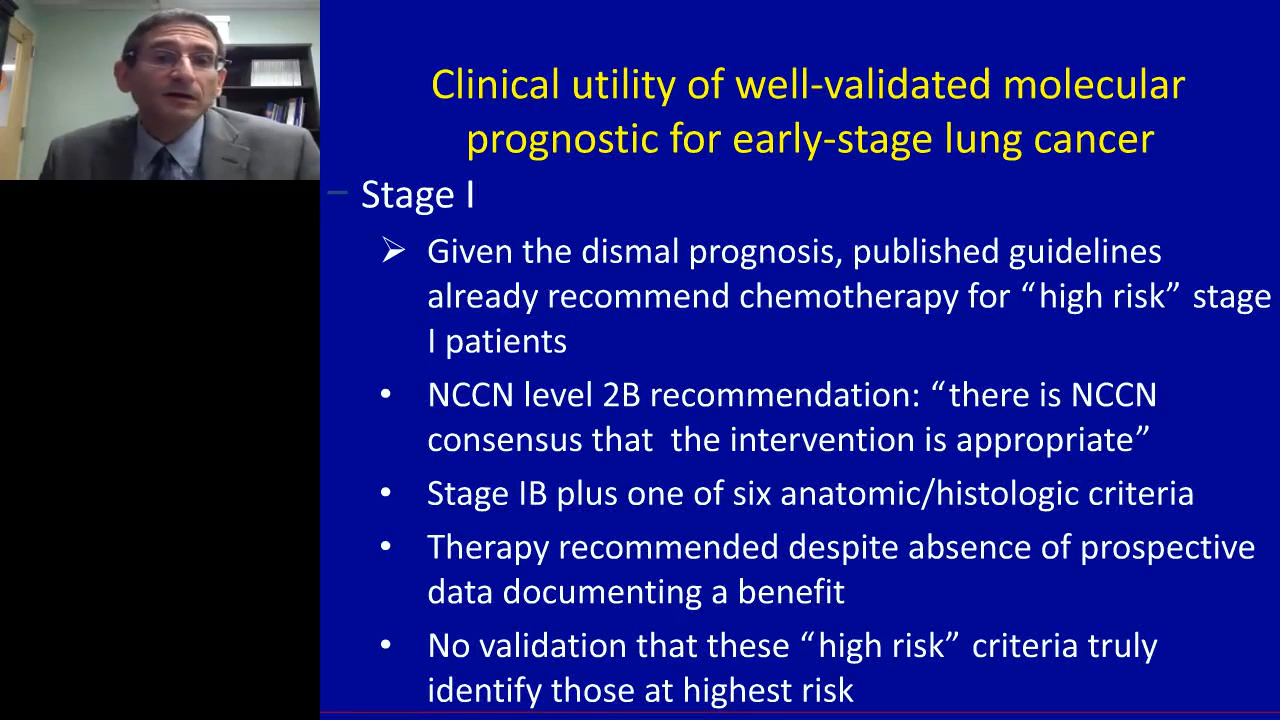 Clinical utility of well-validated molecular
prognostic for early-stage lung cancer
– Stage I
➢ Given the dismal prognosis, published guidelines
already recommend chemotherapy for “high risk” stage
I patients
• NCCN level 2B recommendation: “there is NCCN
consensus that  the intervention is appropriate”
• Stage IB plus one of six anatomic/histologic criteria
• Therapy recommended despite absence of prospective
data documenting a benefit
• No validation that these “high risk” criteria truly
identify those at highest risk